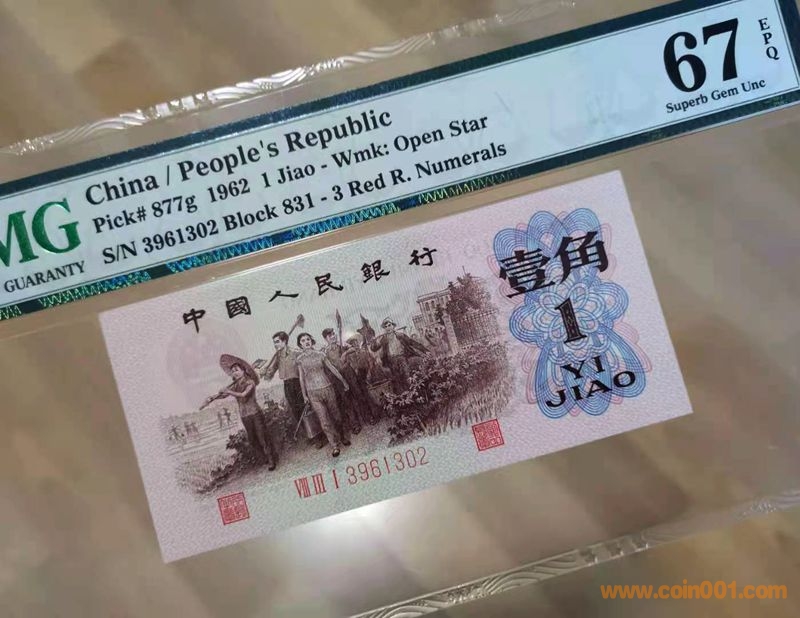 China / People's Republic
Pick# 877g 1962 1 Jiao - Wmk: Open Star
S/N 3961302 Block 831 - 3 Red R. Numerals
MG
GUARANTY
67 EPQ
Superb Gem Unc
中國人民銀行
壹角
1
YI
JIAO
VIII III I 3961302
www.coin001.com